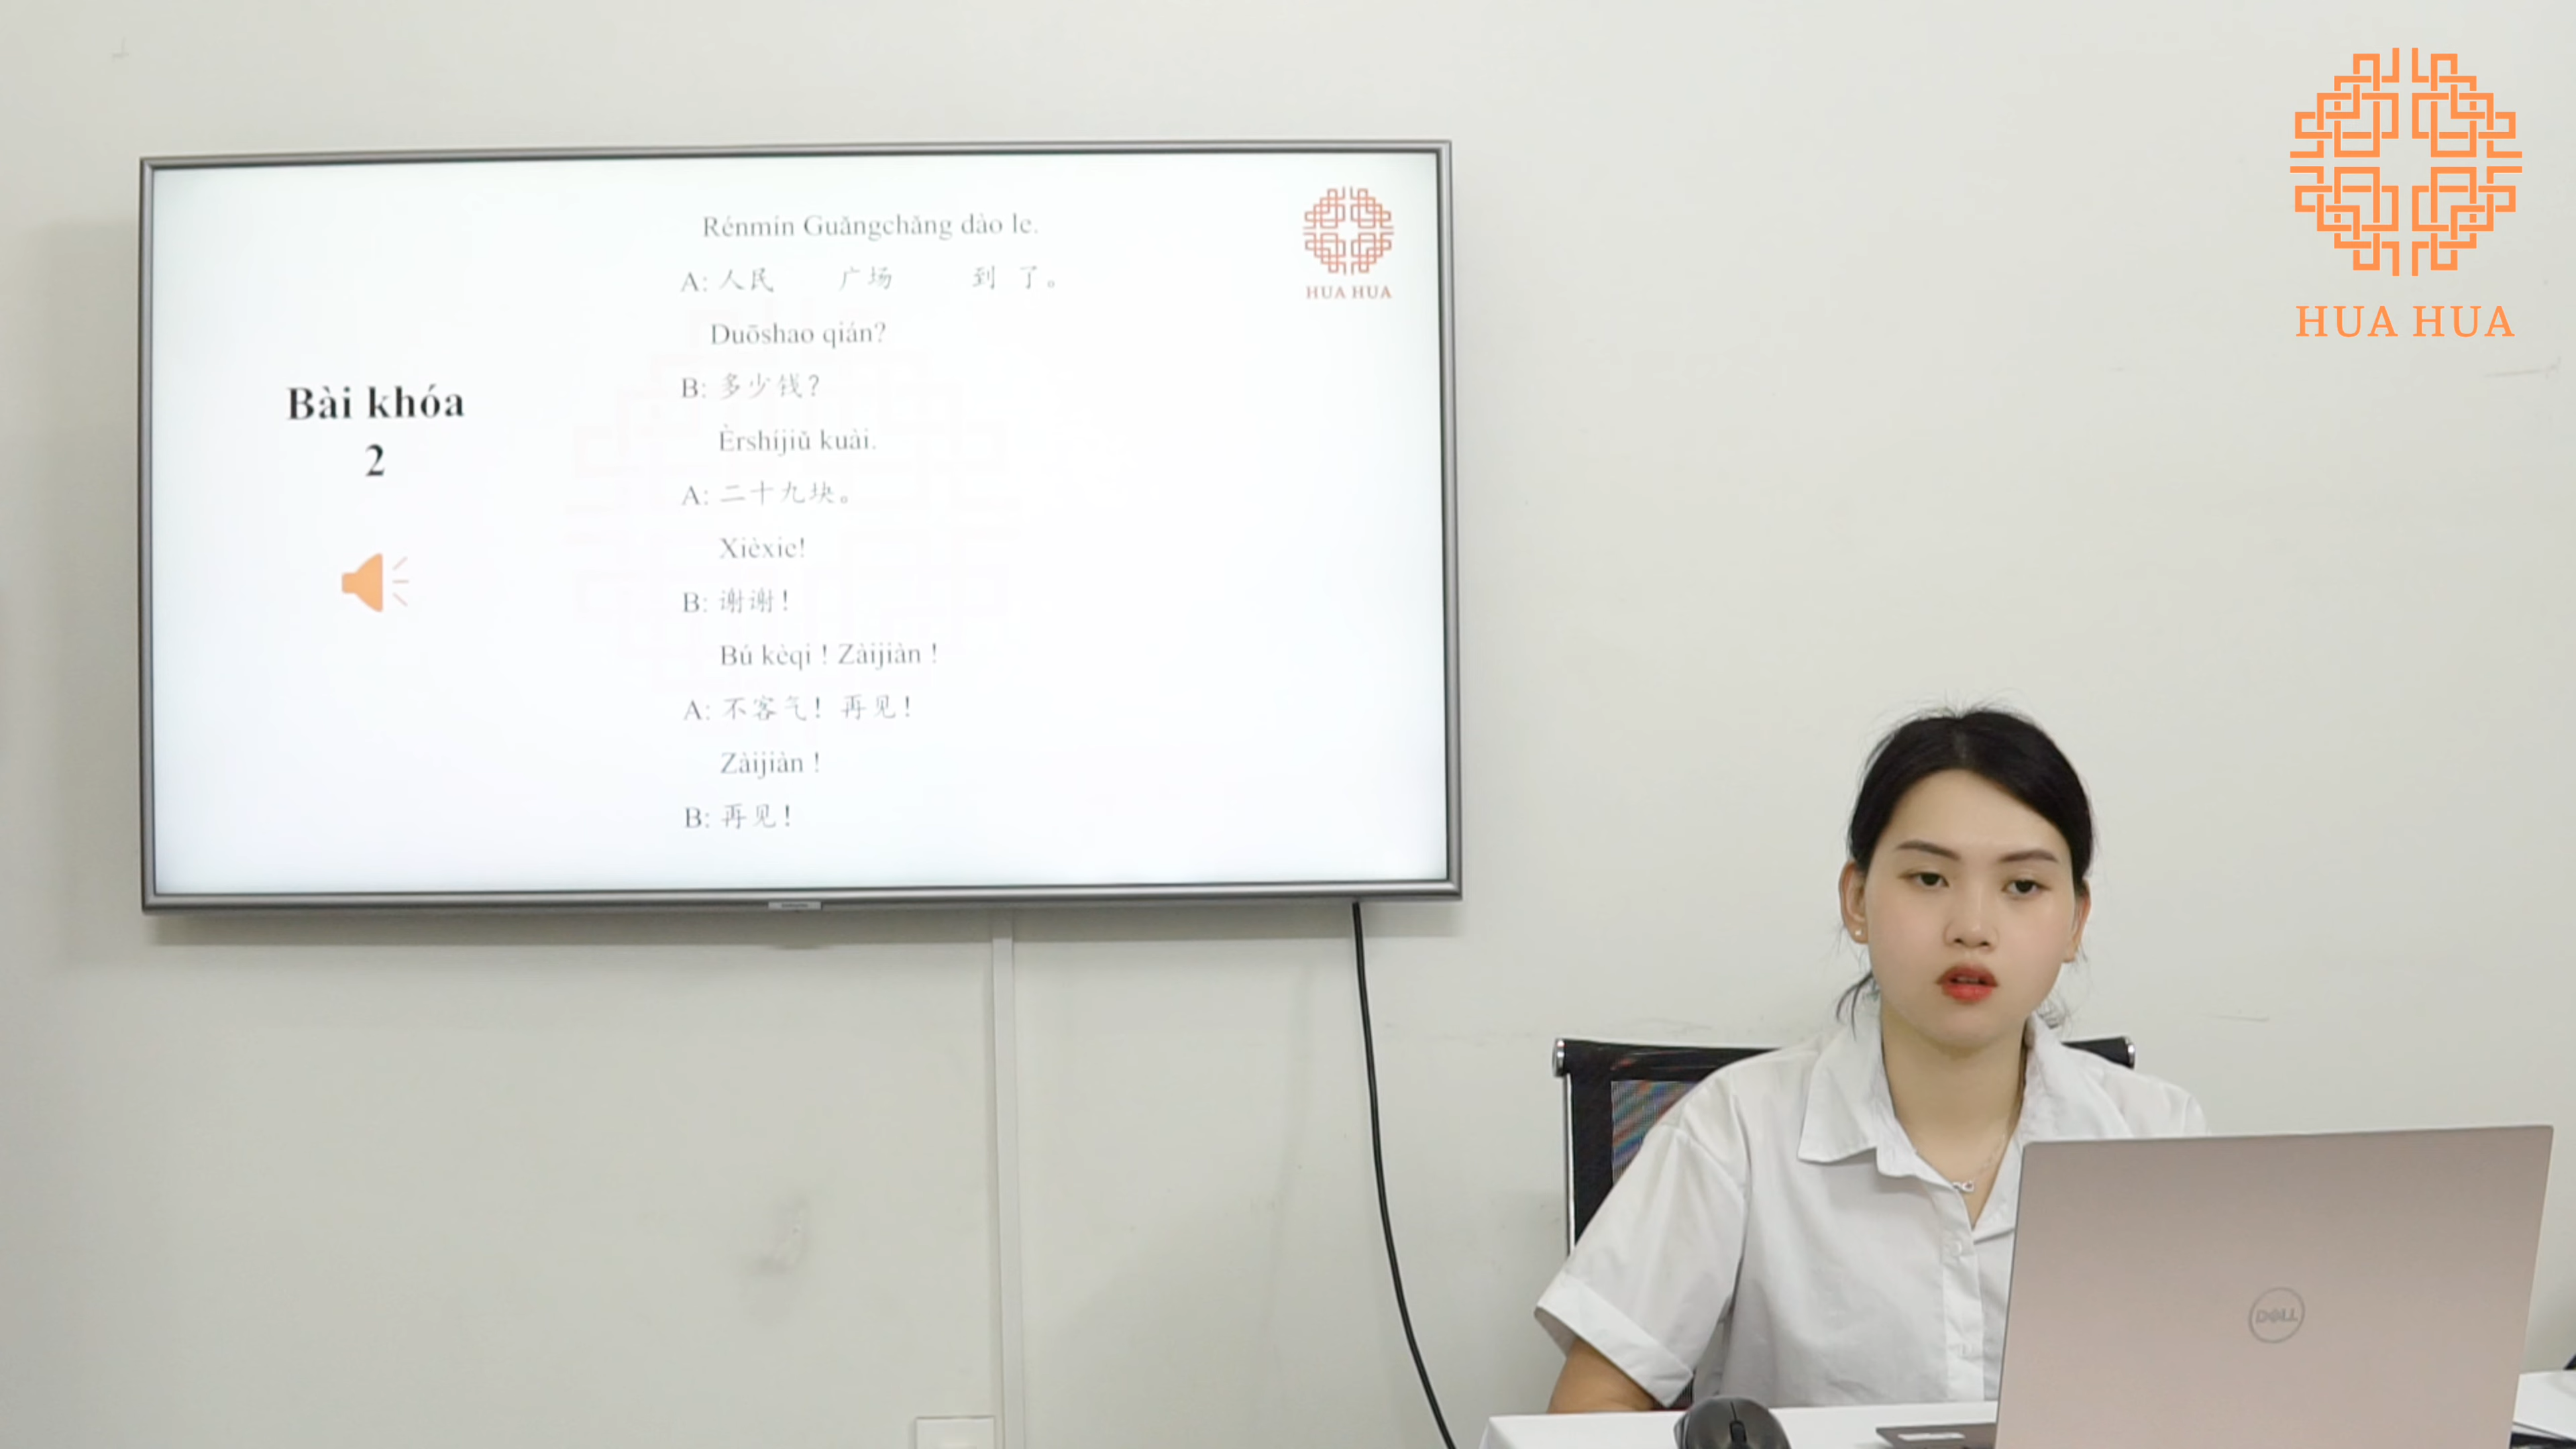 Bài khóa
2
Rénmín Guǎngchǎng dào le.
A: 人民 广场 到 了。
Duōshao qián?
B: 多少钱?
Èrshíjiǔ kuài.
A: 二十九块。
Xièxie!
B: 谢谢!
Bú kèqi ! Zàijiàn !
A: 不客气! 再见!
Zàijiàn !
B: 再见!
HUA HUA
HUA HUA
DELL